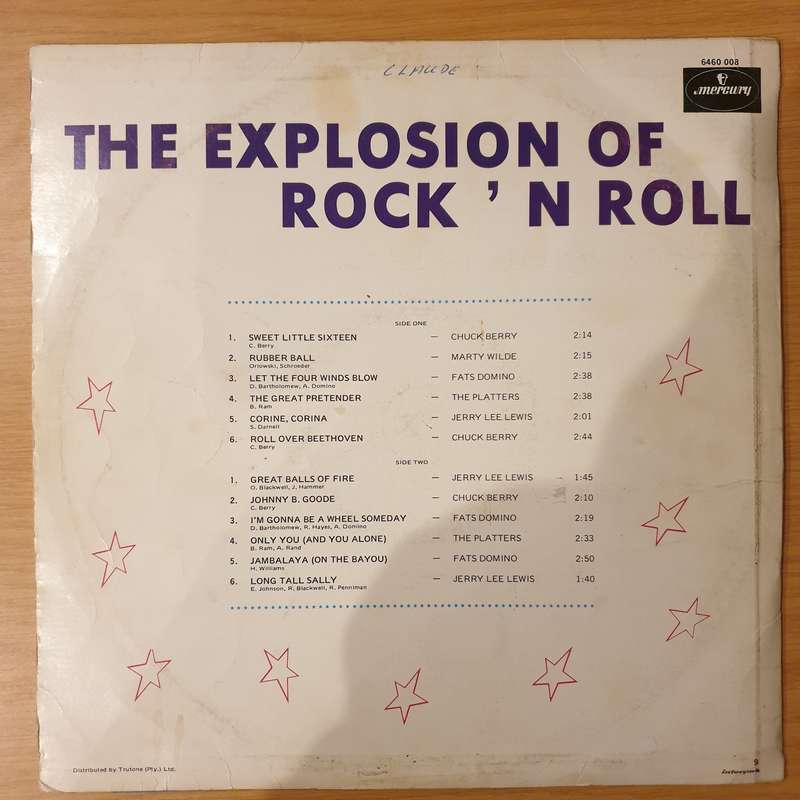 CLAUDE
6460 008
mercury
THE EXPLOSION OF
ROCK 'N ROLL
SIDE ONE
1. SWEET LITTLE SIXTEEN — CHUCK BERRY 2:14
C. Berry
2. RUBBER BALL — MARTY WILDE 2:15
Orlowski, Schroeder
3. LET THE FOUR WINDS BLOW — FATS DOMINO 2:38
D. Bartholomew, A. Domino
4. THE GREAT PRETENDER — THE PLATTERS 2:38
B. Ram
5. CORINE, CORINA — JERRY LEE LEWIS 2:01
S. Darnell
6. ROLL OVER BEETHOVEN — CHUCK BERRY 2:44
C. Berry
SIDE TWO
1. GREAT BALLS OF FIRE — JERRY LEE LEWIS 1:45
O. Blackwell, J. Hammer
2. JOHNNY B. GOODE — CHUCK BERRY 2:10
C. Berry
3. I'M GONNA BE A WHEEL SOMEDAY — FATS DOMINO 2:19
D. Bartholomew, R. Hayes, A. Domino
4. ONLY YOU (AND YOU ALONE) — THE PLATTERS 2:33
B. Ram, A. Rand
5. JAMBALAYA (ON THE BAYOU) — FATS DOMINO 2:50
H. Williams
6. LONG TALL SALLY — JERRY LEE LEWIS 1:40
E. Johnson, R. Blackwell, R. Penniman
Distributed by Trutone (Pty.) Ltd.
9